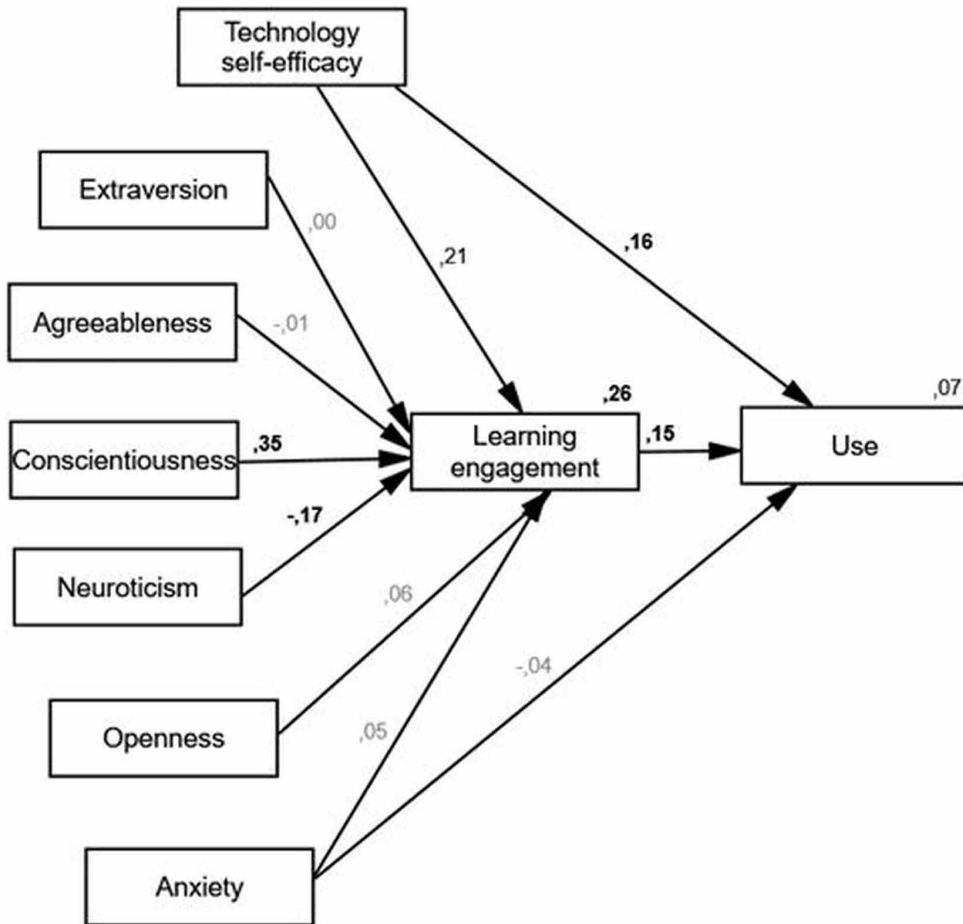 Technology
self-efficacy
Extraversion
,00
,21
,16
Agreeableness
-,01
,26
,07
Conscientiousness
,35
Learning
engagement
,15
Use
-,17
Neuroticism
,06
-,04
Openness
,05
Anxiety